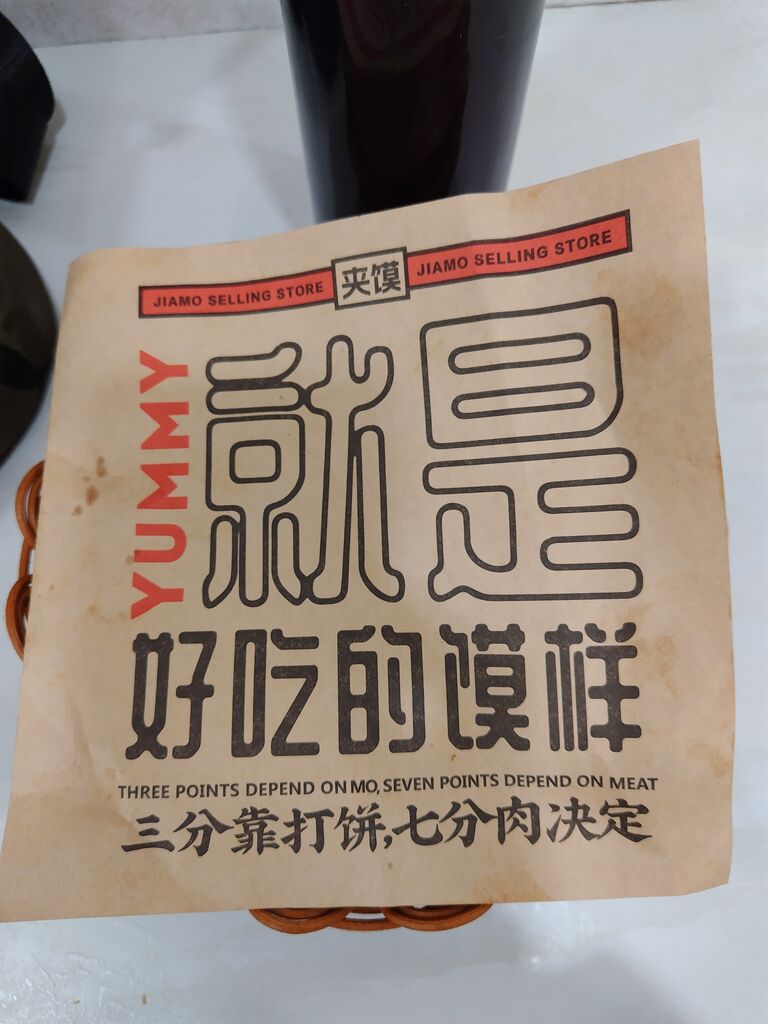 JIAMO SELLING STORE 夹馍 JIAMO SELLING STORE
YUMMY
就是
好吃的馍样
THREE POINTS DEPEND ON MO, SEVEN POINTS DEPEND ON MEAT
三分靠打饼,七分肉决定